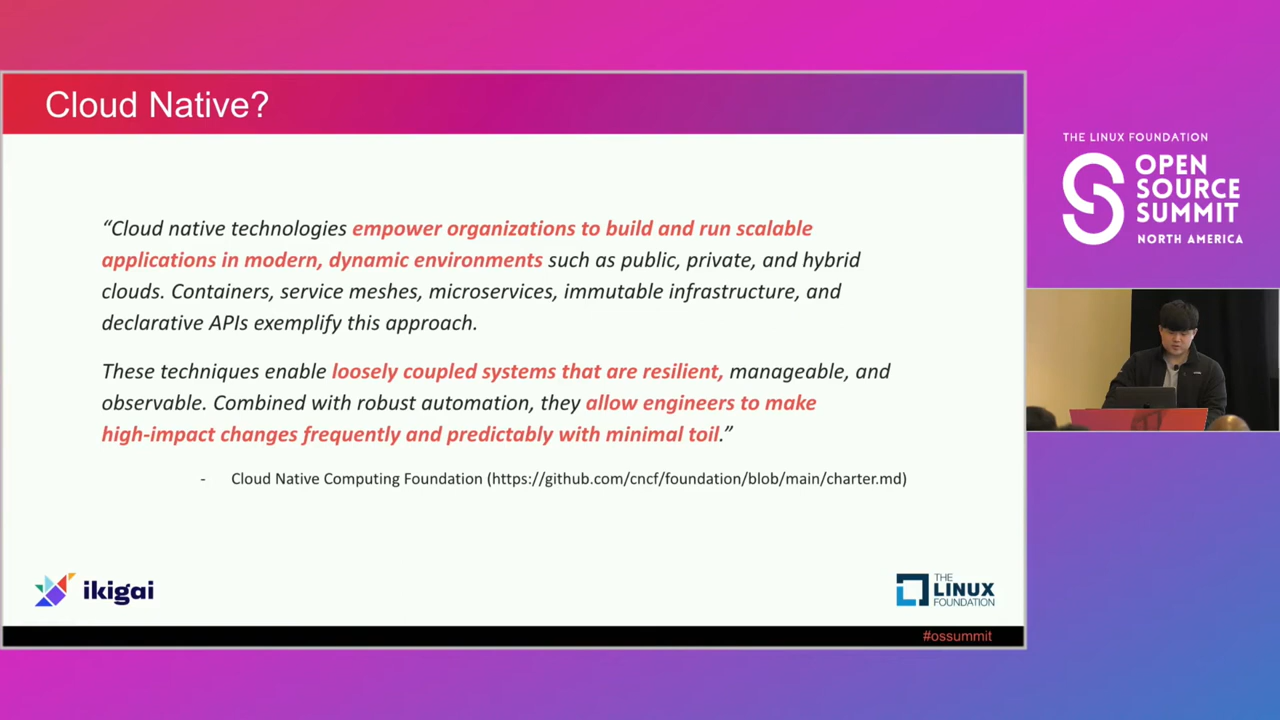 Cloud Native?
“Cloud native technologies empower organizations to build and run scalable
applications in modern, dynamic environments such as public, private, and hybrid
clouds. Containers, service meshes, microservices, immutable infrastructure, and
declarative APIs exemplify this approach.
These techniques enable loosely coupled systems that are resilient, manageable, and
observable. Combined with robust automation, they allow engineers to make
high-impact changes frequently and predictably with minimal toil.”
- Cloud Native Computing Foundation (https://github.com/cncf/foundation/blob/main/charter.md)
ikigai
THE
LINUX
FOUNDATION
#ossummit
THE LINUX FOUNDATION
OPEN
SOURCE
SUMMIT
NORTH AMERICA